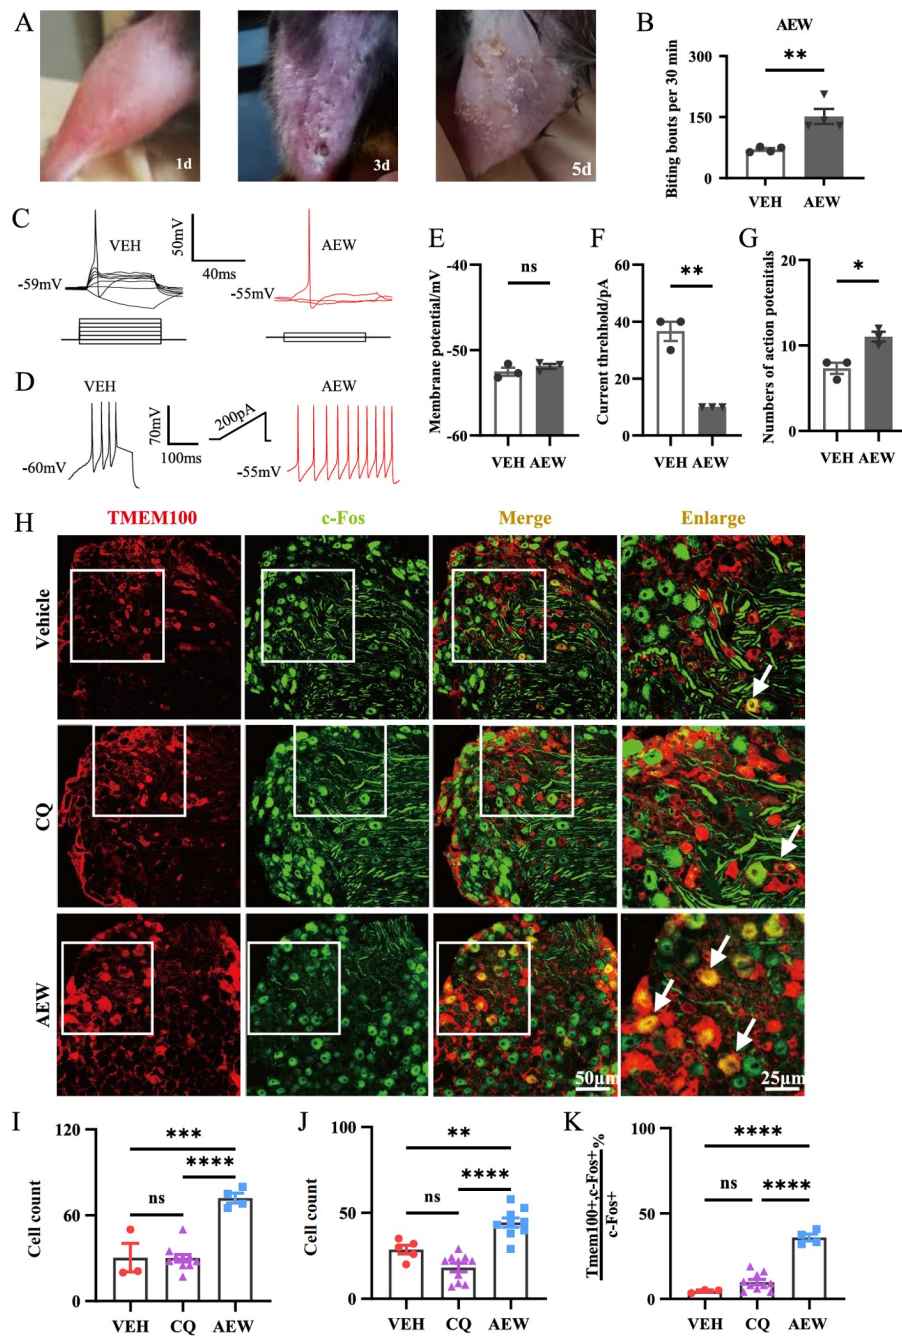 A
1d
3d
5d
B
AEW
**
Biting bouts per 30 min
300
150
0
VEH AEW
C
VEH
-59mV
50mV
40ms
AEW
-55mV
D
VEH
-60mV
70mV
100ms
200pA
AEW
-55mV
E
ns
Membrane potential/mV
-40
-50
-60
VEH AEW
F
**
Current threhhold/pA
60
40
20
0
VEH AEW
G
*
Numbers of action potenitals
20
10
0
VEH AEW
H
TMEM100 c-Fos Merge Enlarge
Vehicle
CQ
AEW
50μm
25μm
I
***
****
ns
Cell count
120
60
0
VEH CQ AEW
J
**
****
ns
Cell count
100
50
0
VEH CQ AEW
K
****
ns ****
Tmem100+,c-Fos+ %
c-Fos+
100
50
0
VEH CQ AEW